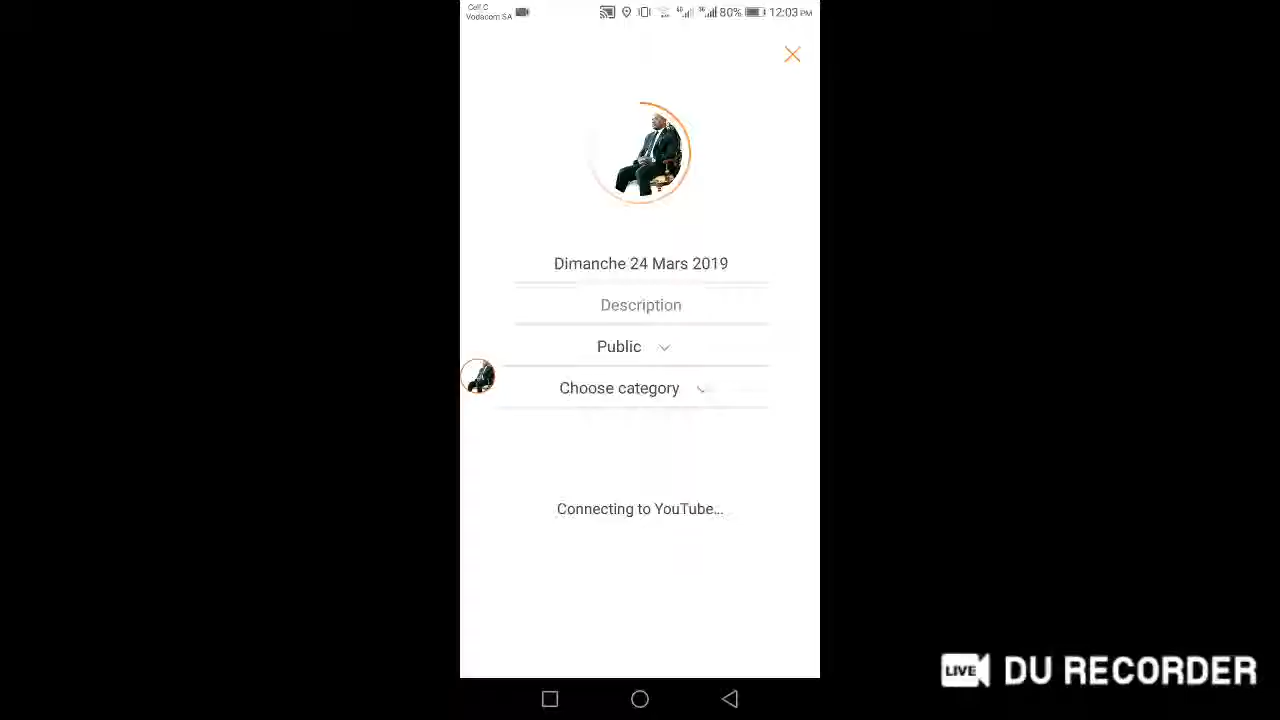 Cell C
Vodacom SA
80%
12:03 PM
Dimanche 24 Mars 2019
Description
Public
Choose category
Connecting to YouTube...
LIVE DU RECORDER